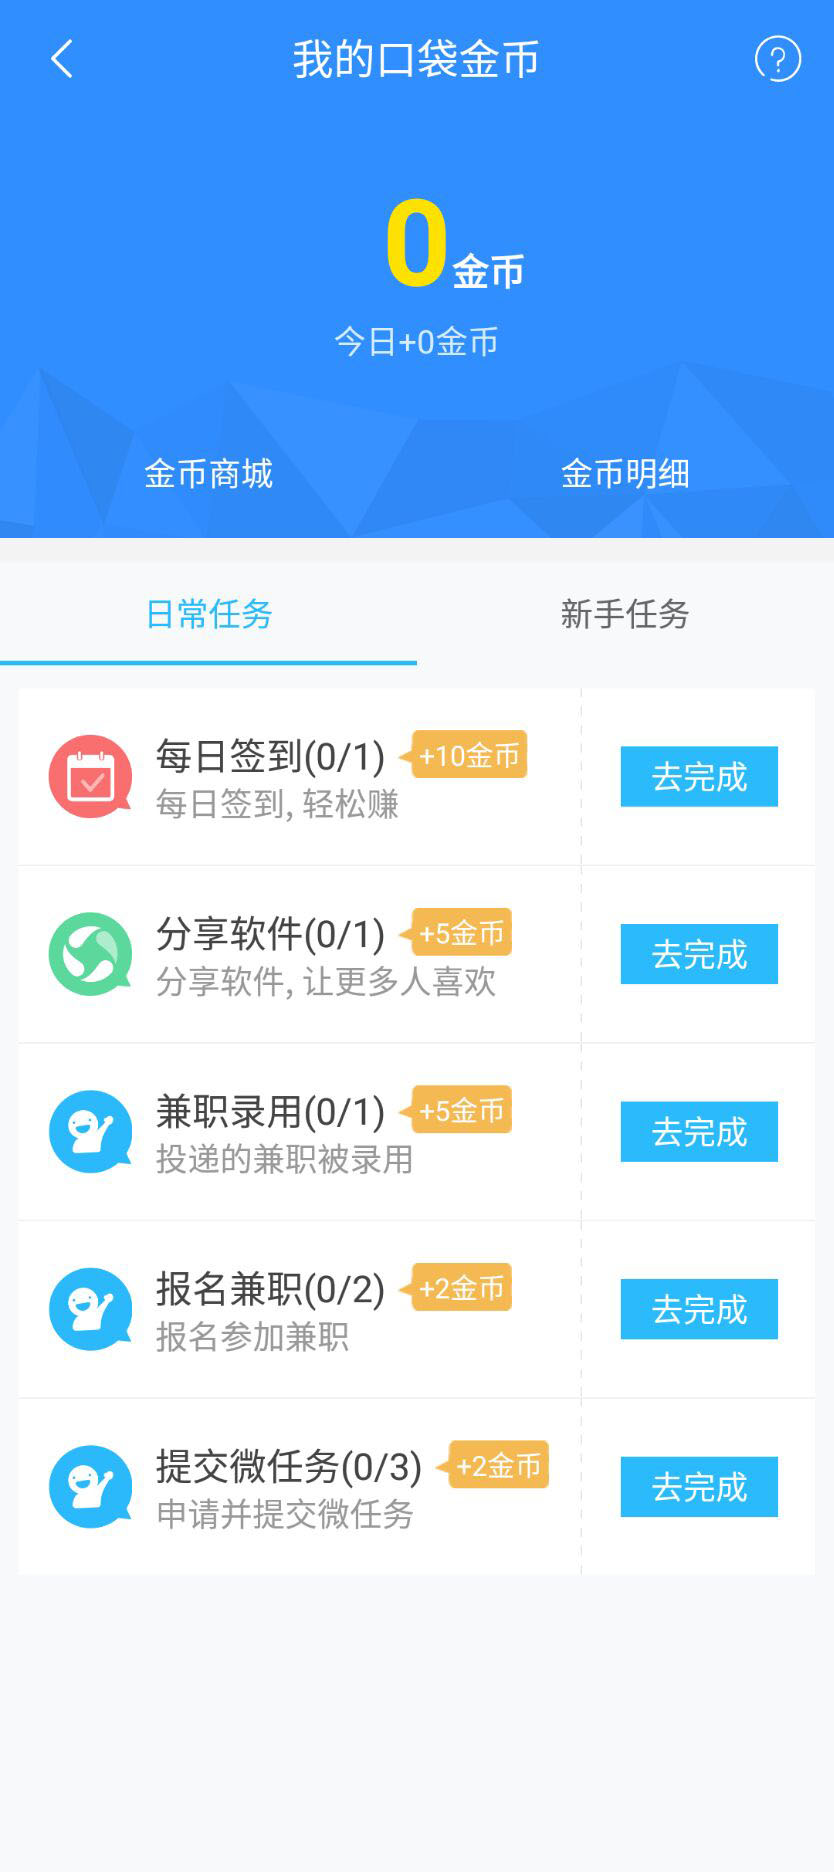 我的口袋金币
?
0金币
今日+0金币
金币商城 金币明细
日常任务 新手任务
每日签到(0/1) +10金币
每日签到, 轻松赚
去完成
分享软件(0/1) +5金币
分享软件, 让更多人喜欢
去完成
兼职录用(0/1) +5金币
投递的兼职被录用
去完成
报名兼职(0/2) +2金币
报名参加兼职
去完成
提交微任务(0/3) +2金币
申请并提交微任务
去完成